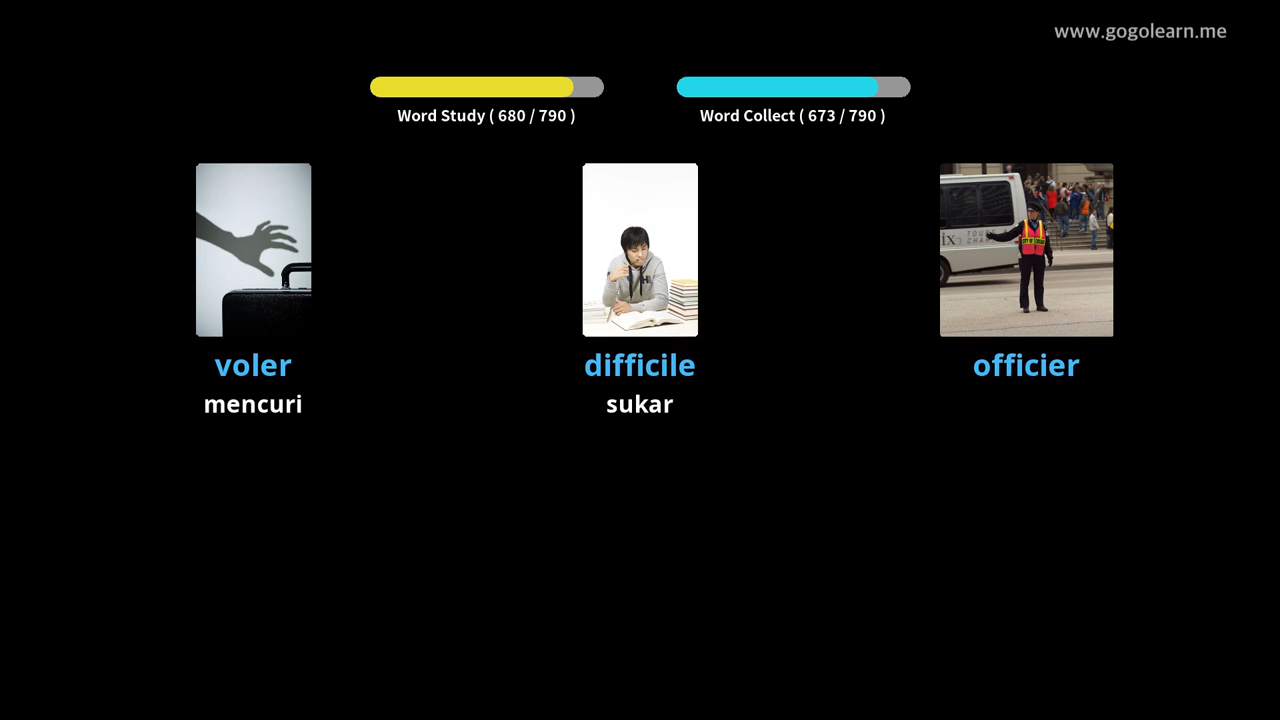 www.gogolearn.me
Word Study ( 680 / 790 )
Word Collect ( 673 / 790 )
voler
difficile
officier
mencuri
sukar